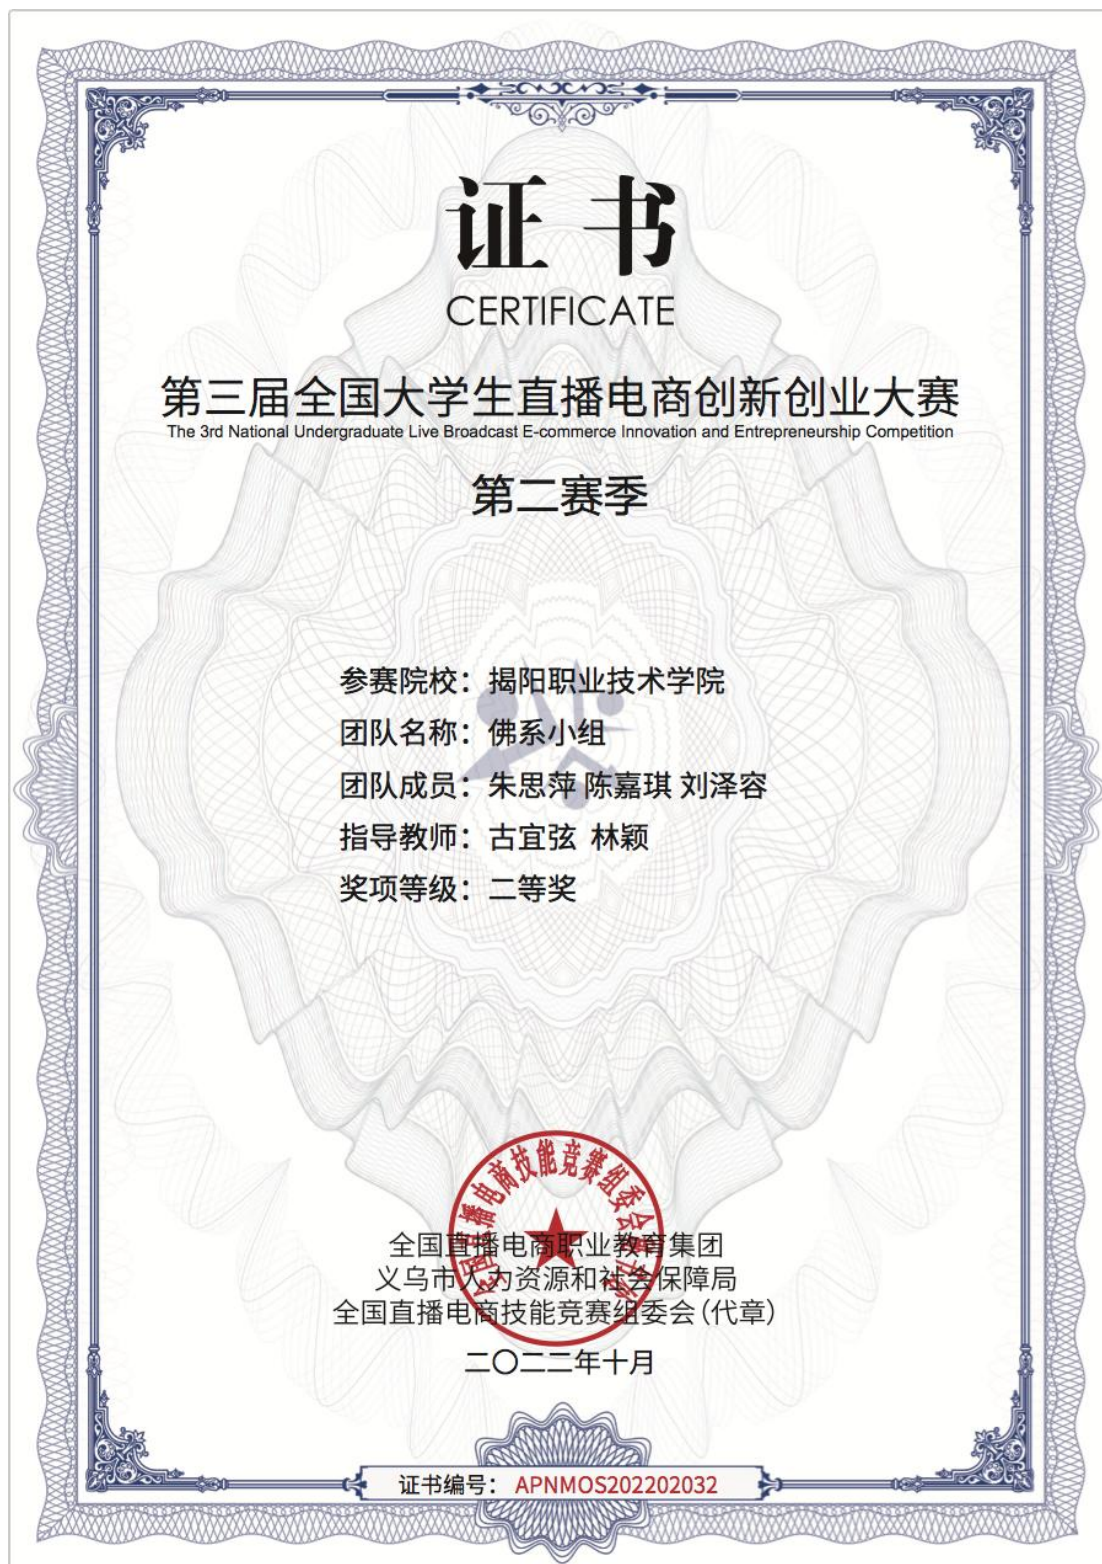 证书
CERTIFICATE
第三届全国大学生直播电商创新创业大赛
The 3rd National Undergraduate Live Broadcast E-commerce Innovation and Entrepreneurship Competition
第二赛季
参赛院校：揭阳职业技术学院
团队名称：佛系小组
团队成员：朱思萍 陈嘉琪 刘泽容
指导教师：古宜弦 林颖
奖项等级：二等奖
全国直播电商职业教育集团
义乌市人力资源和社会保障局
全国直播电商技能竞赛组委会（代章）
二〇二二年十月
证书编号： APNMOS202202032